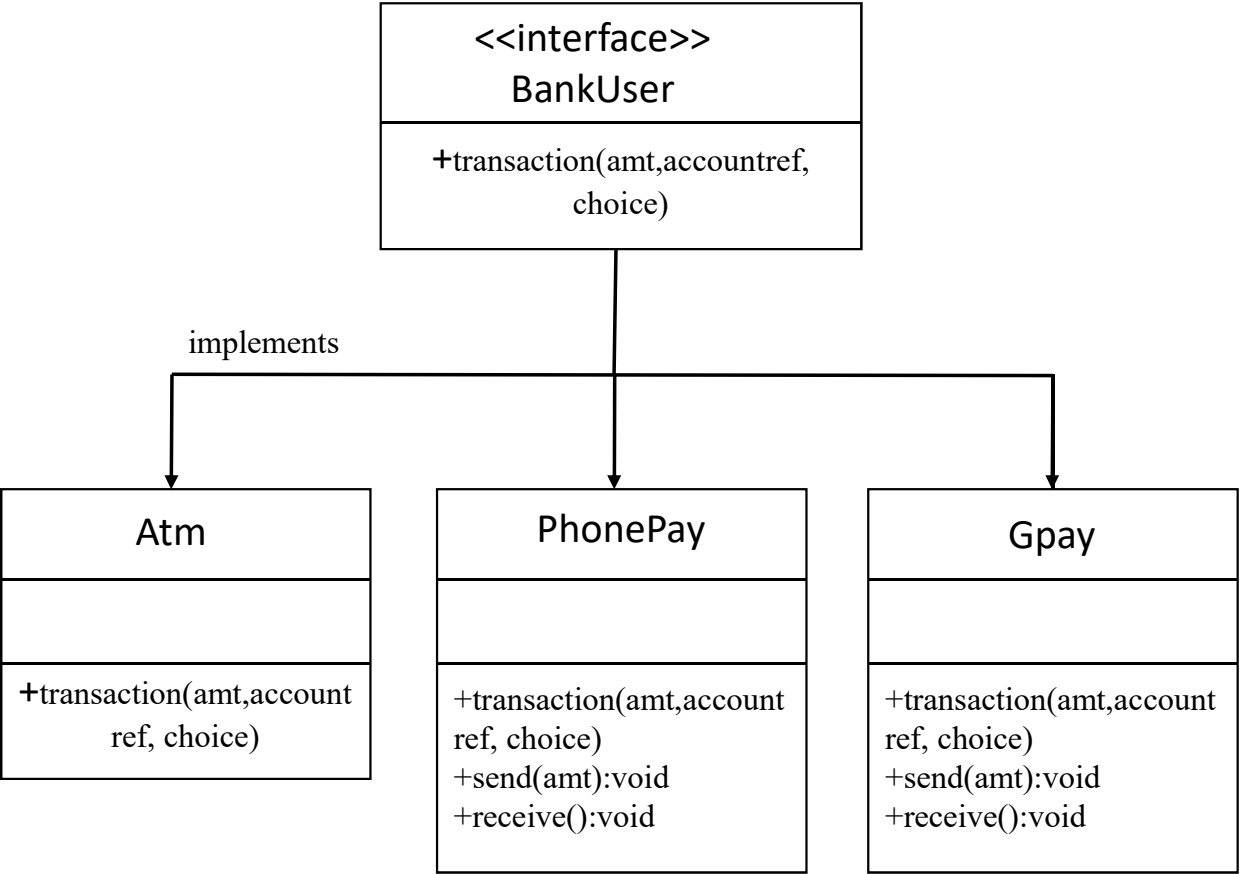 <<interface>>
BankUser
+transaction(amt,accountref,
choice)
implements
Atm
+transaction(amt,account
ref, choice)
PhonePay
+transaction(amt,account
ref, choice)
+send(amt):void
+receive():void
Gpay
+transaction(amt,account
ref, choice)
+send(amt):void
+receive():void